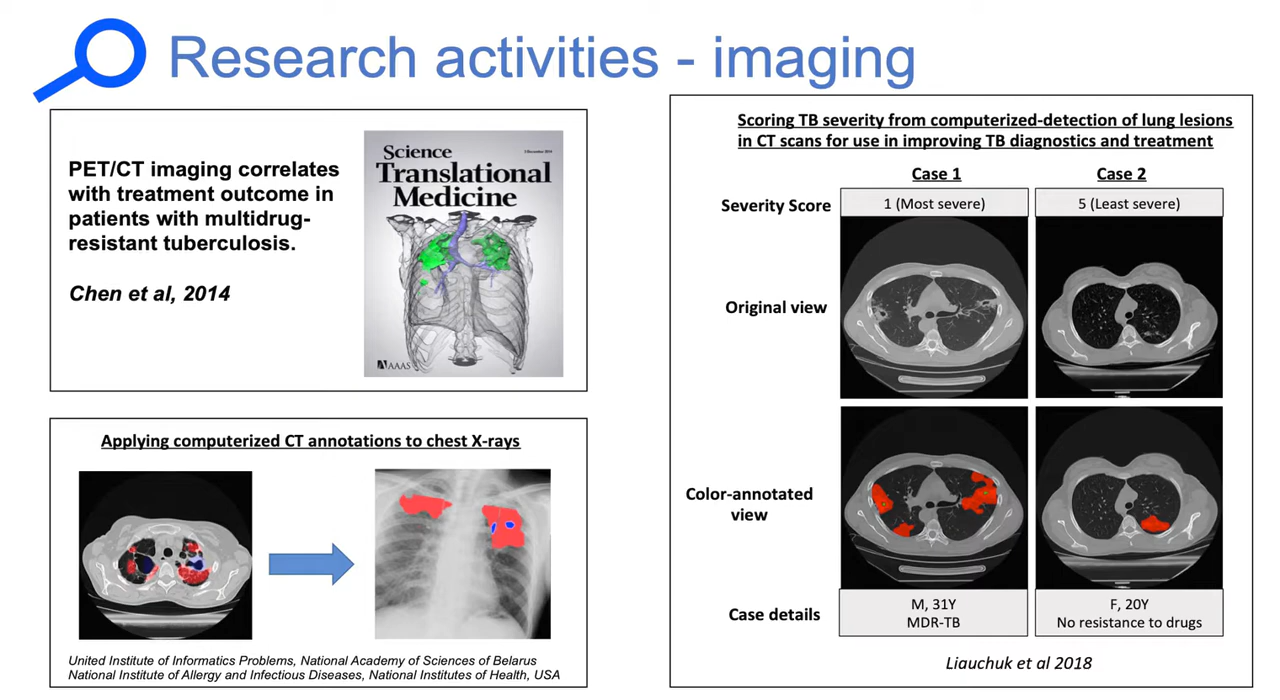 Research activities - imaging
PET/CT imaging correlates
with treatment outcome in
patients with multidrug-
resistant tuberculosis.
Chen et al, 2014
Science
Translational
Medicine
AAAS
Applying computerized CT annotations to chest X-rays
United Institute of Informatics Problems, National Academy of Sciences of Belarus
National Institute of Allergy and Infectious Diseases, National Institutes of Health, USA
Scoring TB severity from computerized-detection of lung lesions
in CT scans for use in improving TB diagnostics and treatment
Case 1
Case 2
Severity Score
1 (Most severe)
5 (Least severe)
Original view
Color-annotated
view
Case details
M, 31Y
MDR-TB
F, 20Y
No resistance to drugs
Liauchuk et al 2018